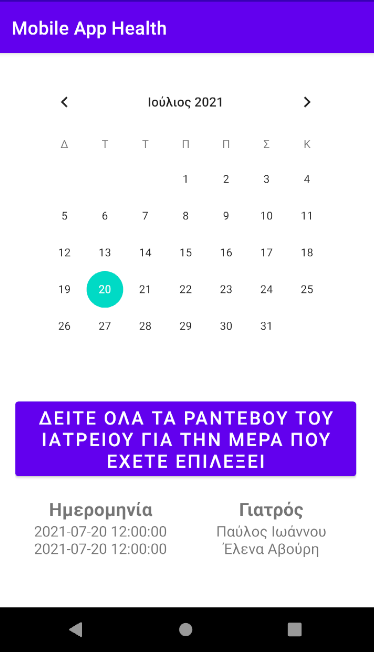 Mobile App Health
Ιούλιος 2021
Δ Τ Τ Π Π Σ Κ
1 2 3 4
5 6 7 8 9 10 11
12 13 14 15 16 17 18
19 20 21 22 23 24 25
26 27 28 29 30 31
ΔΕΙΤΕ ΟΛΑ ΤΑ ΡΑΝΤΕΒΟΥ ΤΟΥ
ΙΑΤΡΕΙΟΥ ΓΙΑ ΤΗΝ ΜΕΡΑ ΠΟΥ
ΕΧΕΤΕ ΕΠΙΛΕΞΕΙ
Ημερομηνία Γιατρός
2021-07-20 12:00:00 Παύλος Ιωάννου
2021-07-20 12:00:00 Έλενα Αβούρη